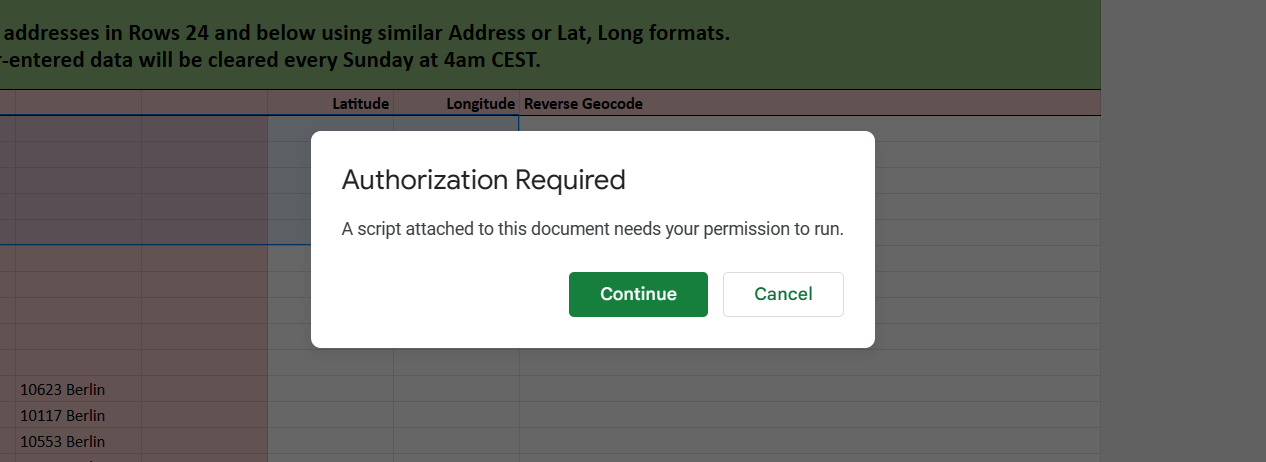 addresses in Rows 24 and below using similar Address or Lat, Long formats.
-entered data will be cleared every Sunday at 4am CEST.
Latitude Longitude Reverse Geocode
Authorization Required
A script attached to this document needs your permission to run.
Continue Cancel
10623 Berlin
10117 Berlin
10553 Berlin